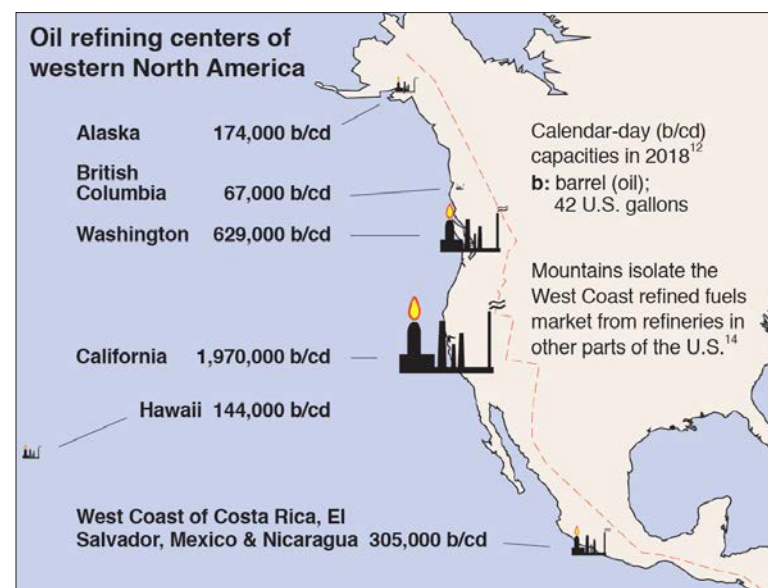 Oil refining centers of
western North America
Alaska 174,000 b/cd
British
Columbia 67,000 b/cd
Washington 629,000 b/cd
California 1,970,000 b/cd
Hawaii 144,000 b/cd
West Coast of Costa Rica, El
Salvador, Mexico & Nicaragua 305,000 b/cd
Calendar-day (b/cd)
capacities in 2018¹²
b: barrel (oil);
42 U.S. gallons
Mountains isolate the
West Coast refined fuels
market from refineries in
other parts of the U.S.¹⁴